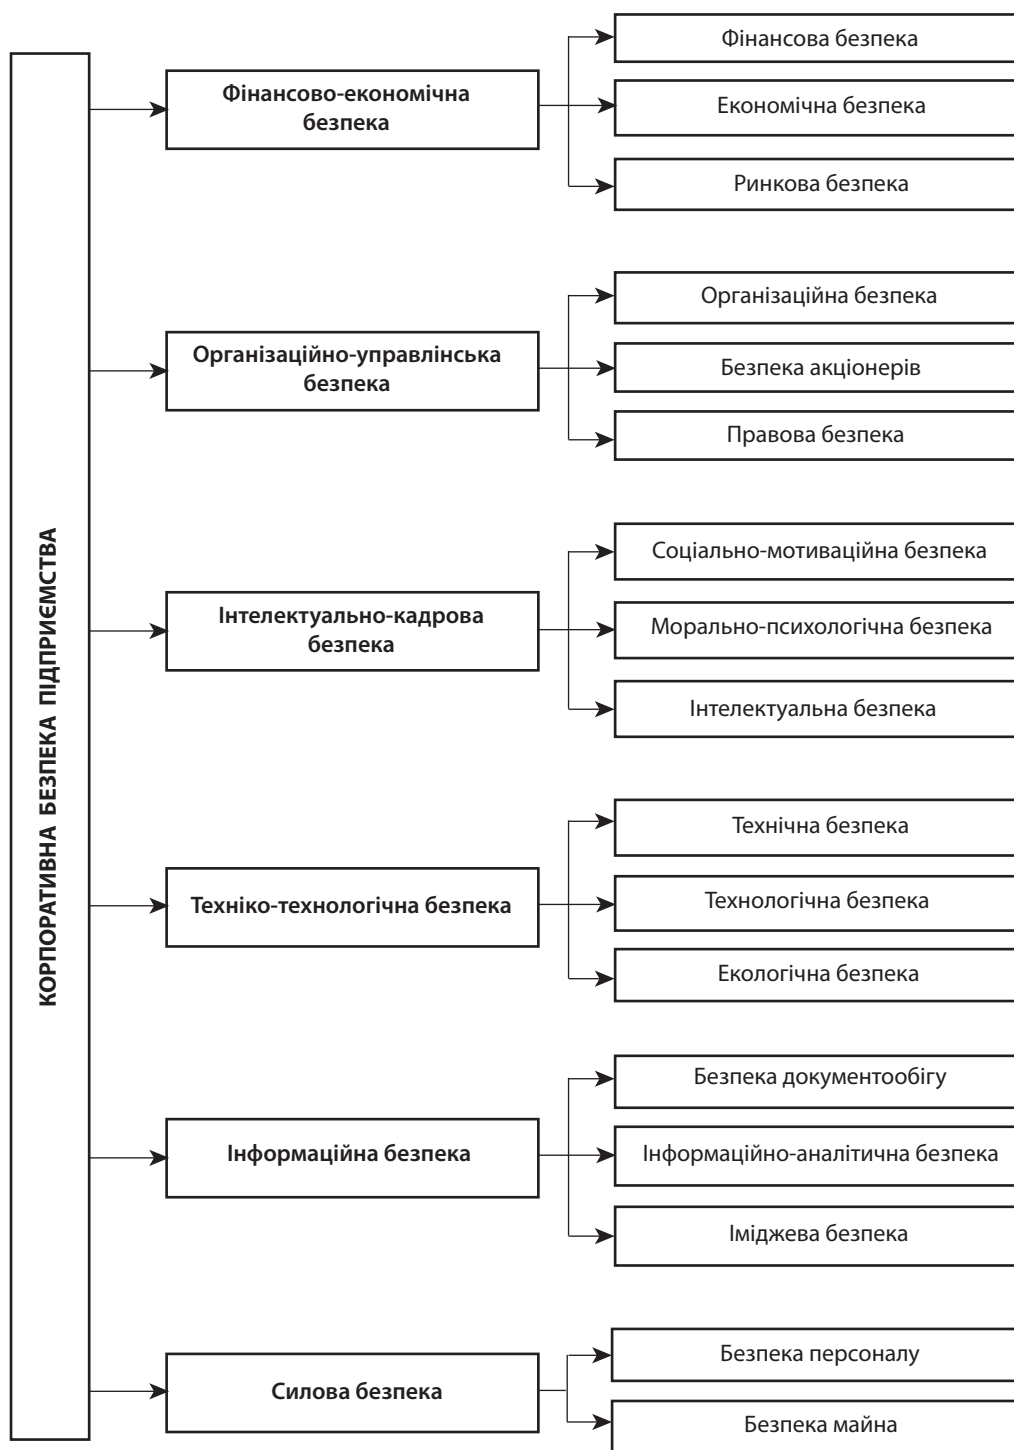 КОРПОРАТИВНА БЕЗПЕКА ПІДПРИЄМСТВА
Фінансово-економічна
безпека
Фінансова безпека
Економічна безпека
Ринкова безпека
Організаційно-управлінська
безпека
Організаційна безпека
Безпека акціонерів
Правова безпека
Інтелектуально-кадрова
безпека
Соціально-мотиваційна безпека
Морально-психологічна безпека
Інтелектуальна безпека
Техніко-технологічна безпека
Технічна безпека
Технологічна безпека
Екологічна безпека
Інформаційна безпека
Безпека документообігу
Інформаційно-аналітична безпека
Іміджева безпека
Силова безпека
Безпека персоналу
Безпека майна